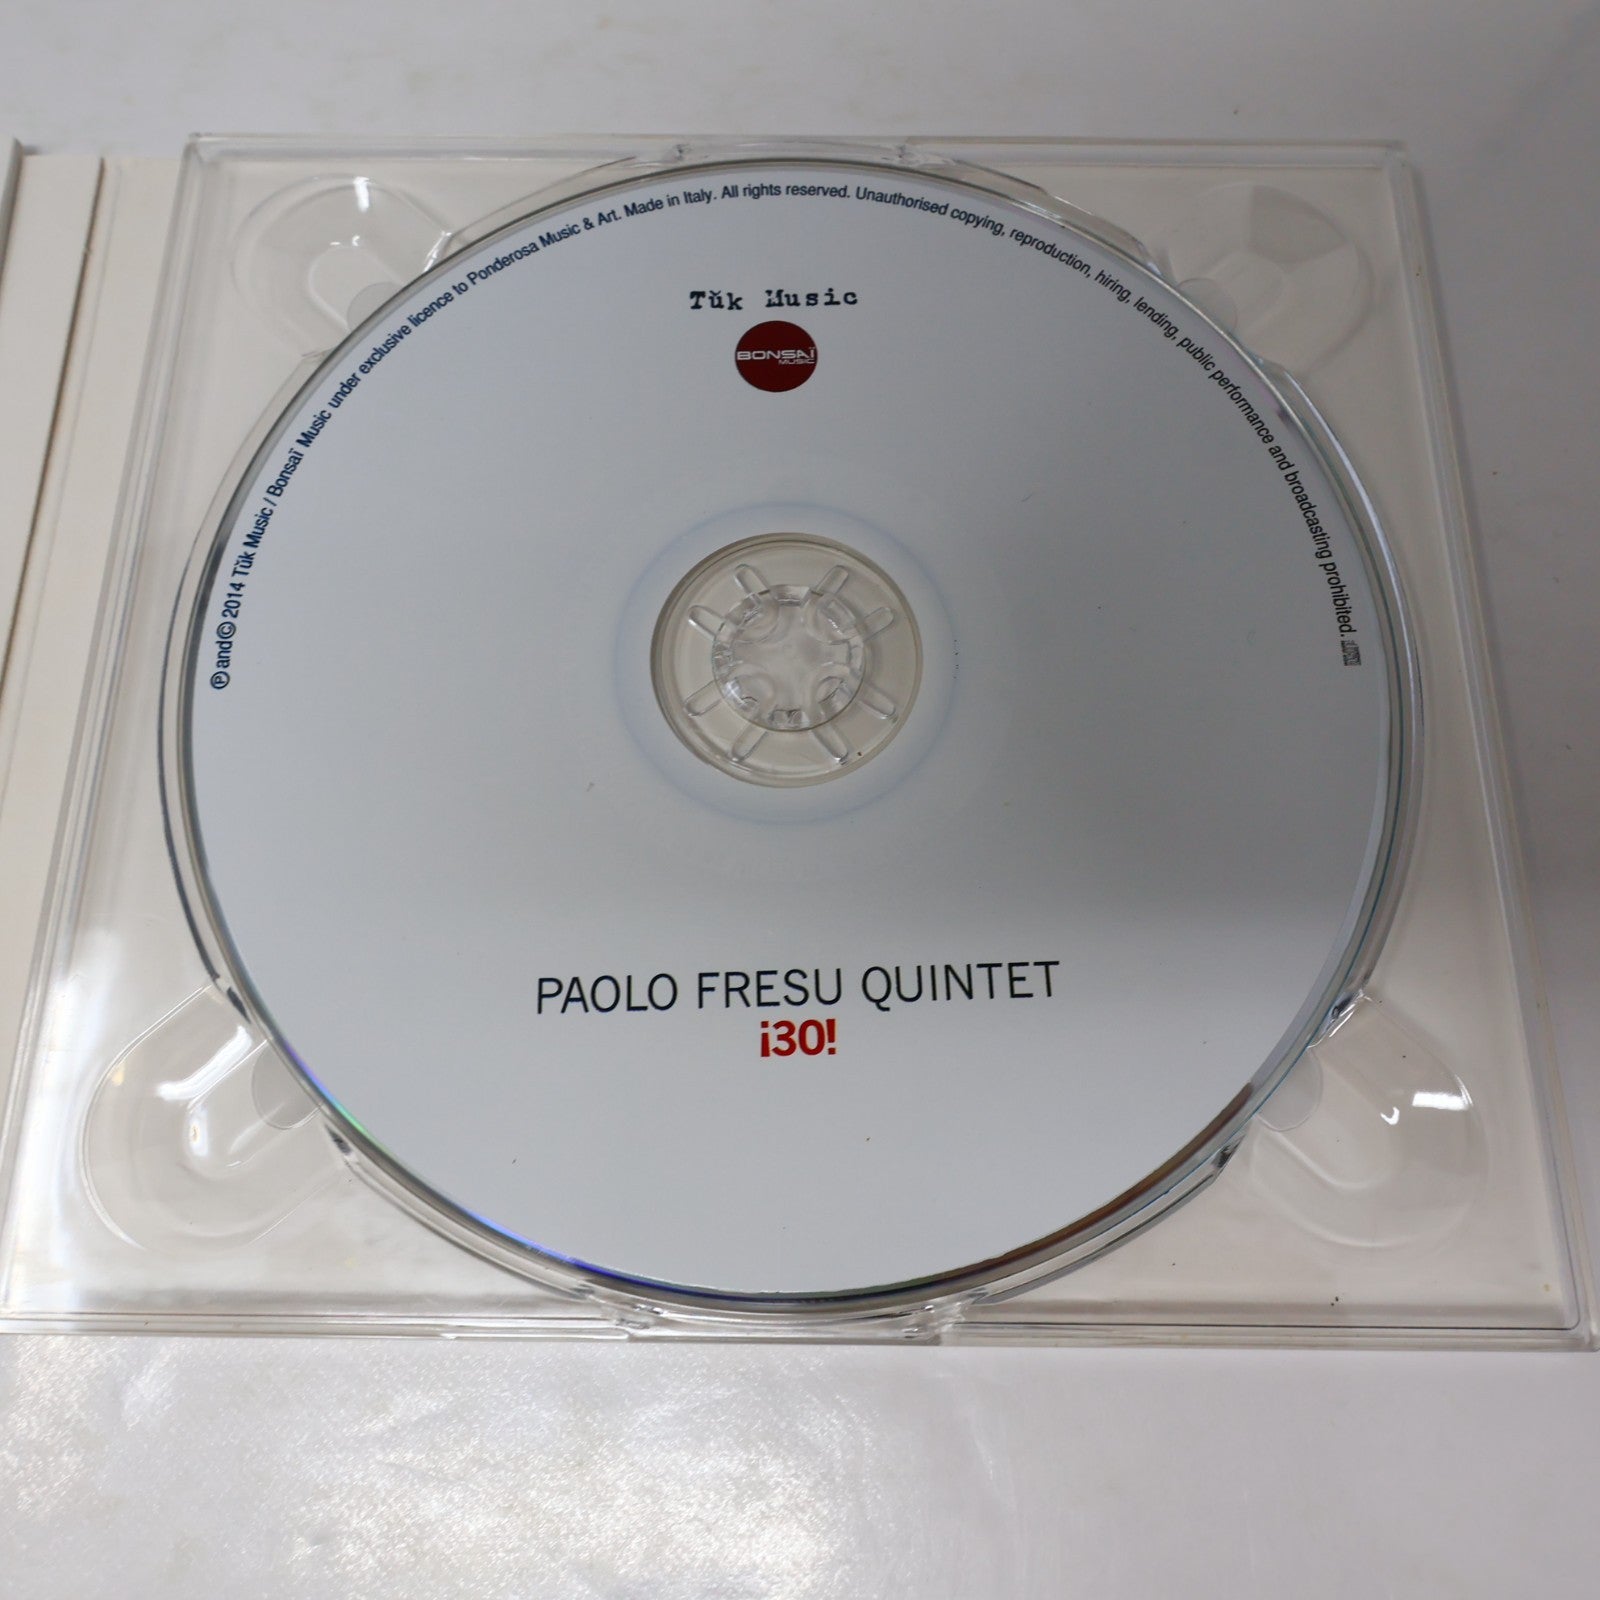 ℗ and © 2014 Tŭk Music / Bonsaï Music under exclusive licence to Ponderosa Music & Art. Made in Italy. All rights reserved. Unauthorised copying, reproduction, hiring, lending, public performance and broadcasting prohibited.
Tŭk Music
BONSAÏ
MUSIC
PAOLO FRESU QUINTET
¡30!